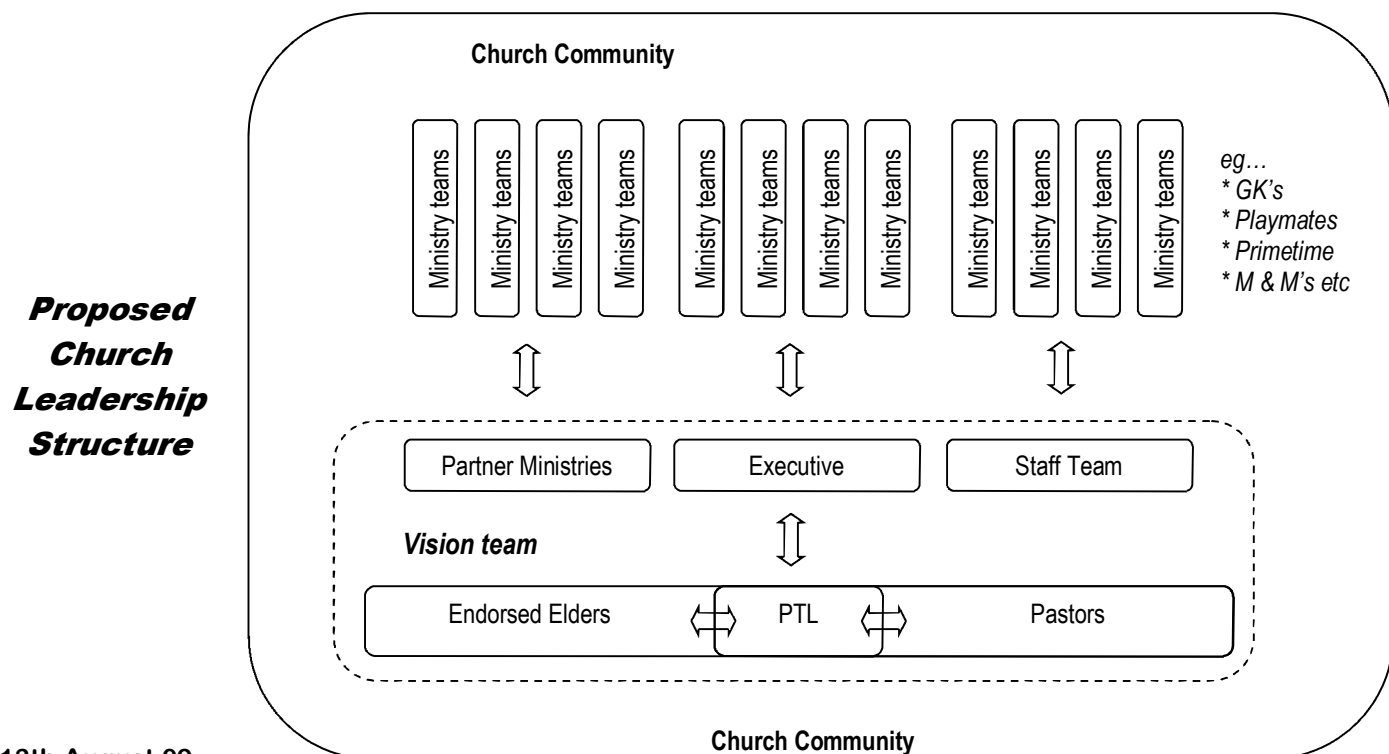 Church Community
Ministry teams
Ministry teams
Ministry teams
Ministry teams
Ministry teams
Ministry teams
Ministry teams
Ministry teams
Ministry teams
Ministry teams
Ministry teams
Ministry teams
eg…
* GK's
* Playmates
* Primetime
* M & M's etc
Proposed
Church
Leadership
Structure
Partner Ministries
Executive
Staff Team
Vision team
Endorsed Elders
PTL
Pastors
Church Community